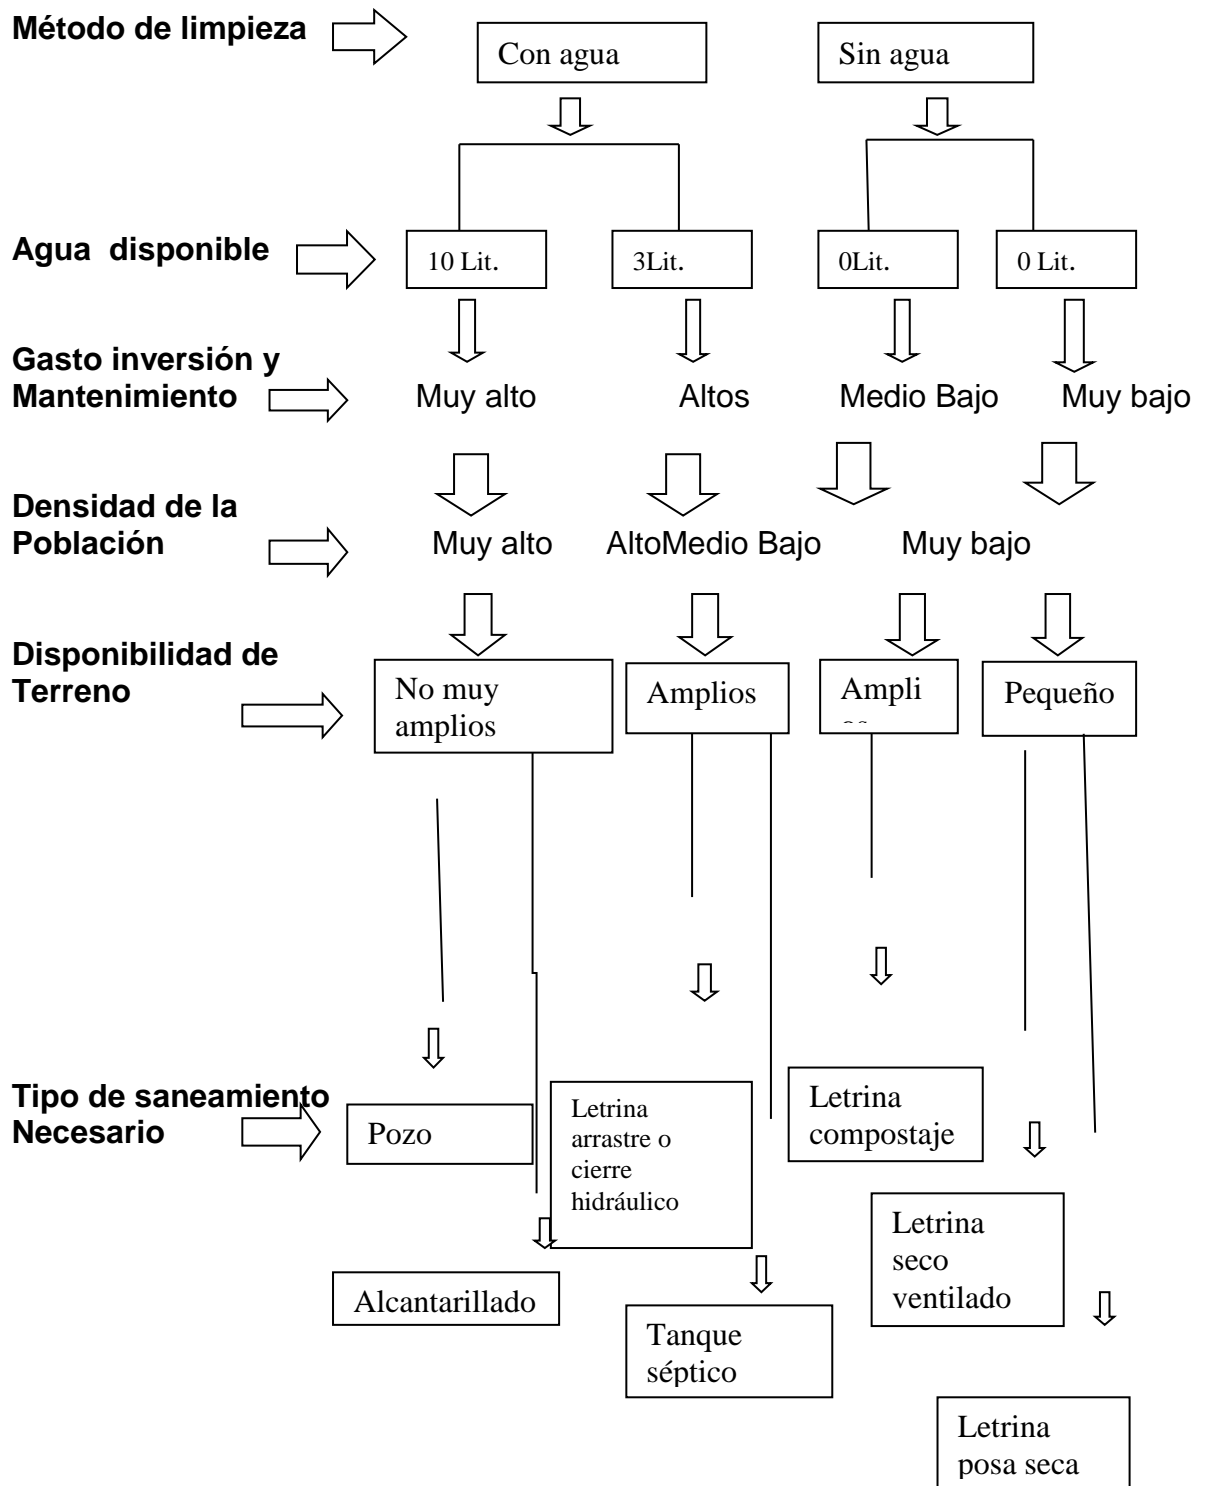 Método de limpieza
Con agua
Sin agua
Agua  disponible
10 Lit.
3Lit.
0Lit.
0 Lit.
Gasto inversión y
Mantenimiento
Muy alto
Altos
Medio Bajo
Muy bajo
Densidad de la
Población
Muy alto
AltoMedio Bajo
Muy bajo
Disponibilidad de
Terreno
No muy
amplios
Amplios
Ampli
Pequeño
Tipo de saneamiento
Necesario
Pozo
Letrina
arrastre o
cierre
hidráulico
Letrina
compostaje
Alcantarillado
Tanque
séptico
Letrina
seco
ventilado
Letrina
posa seca